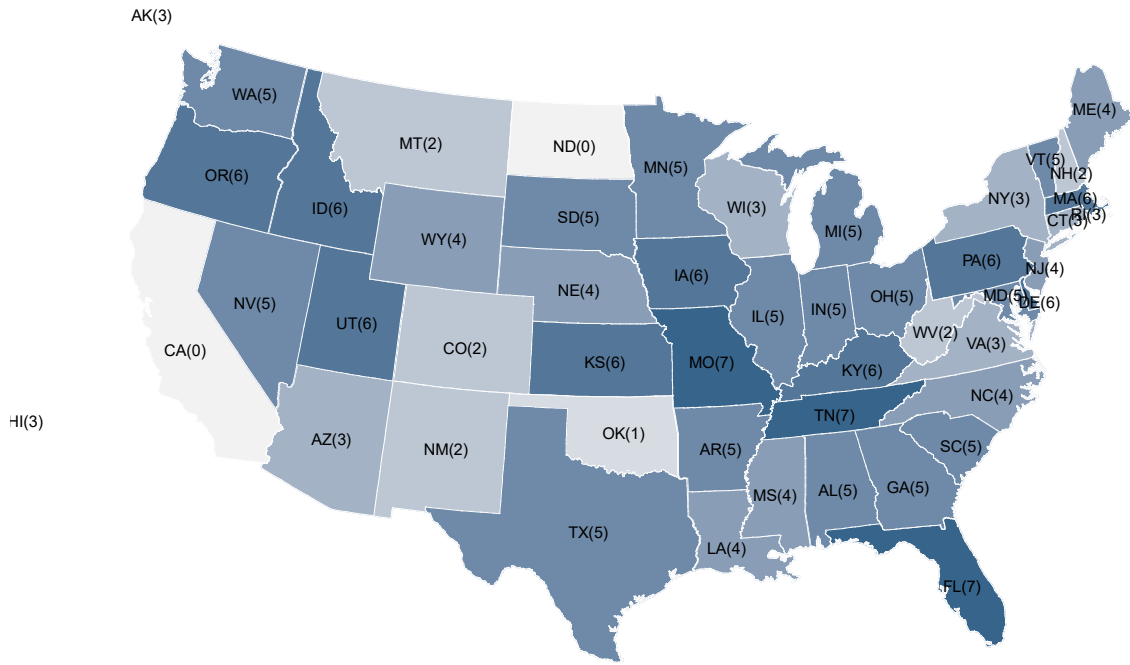 AK(3)
WA(5)
ME(4)
MT(2)
ND(0)
VT(5)
MN(5)
NH(2)
OR(6)
NY(3)
MA(6)
ID(6)
WI(3)
RI(3)
SD(5)
CT(3)
MI(5)
WY(4)
PA(6)
NJ(4)
IA(6)
NE(4)
OH(5)
MD(5)
DE(6)
NV(5)
IN(5)
IL(5)
UT(6)
WV(2)
VA(3)
CA(0)
CO(2)
KS(6)
MO(7)
KY(6)
NC(4)
TN(7)
HI(3)
OK(1)
AZ(3)
SC(5)
NM(2)
AR(5)
GA(5)
AL(5)
MS(4)
TX(5)
LA(4)
FL(7)